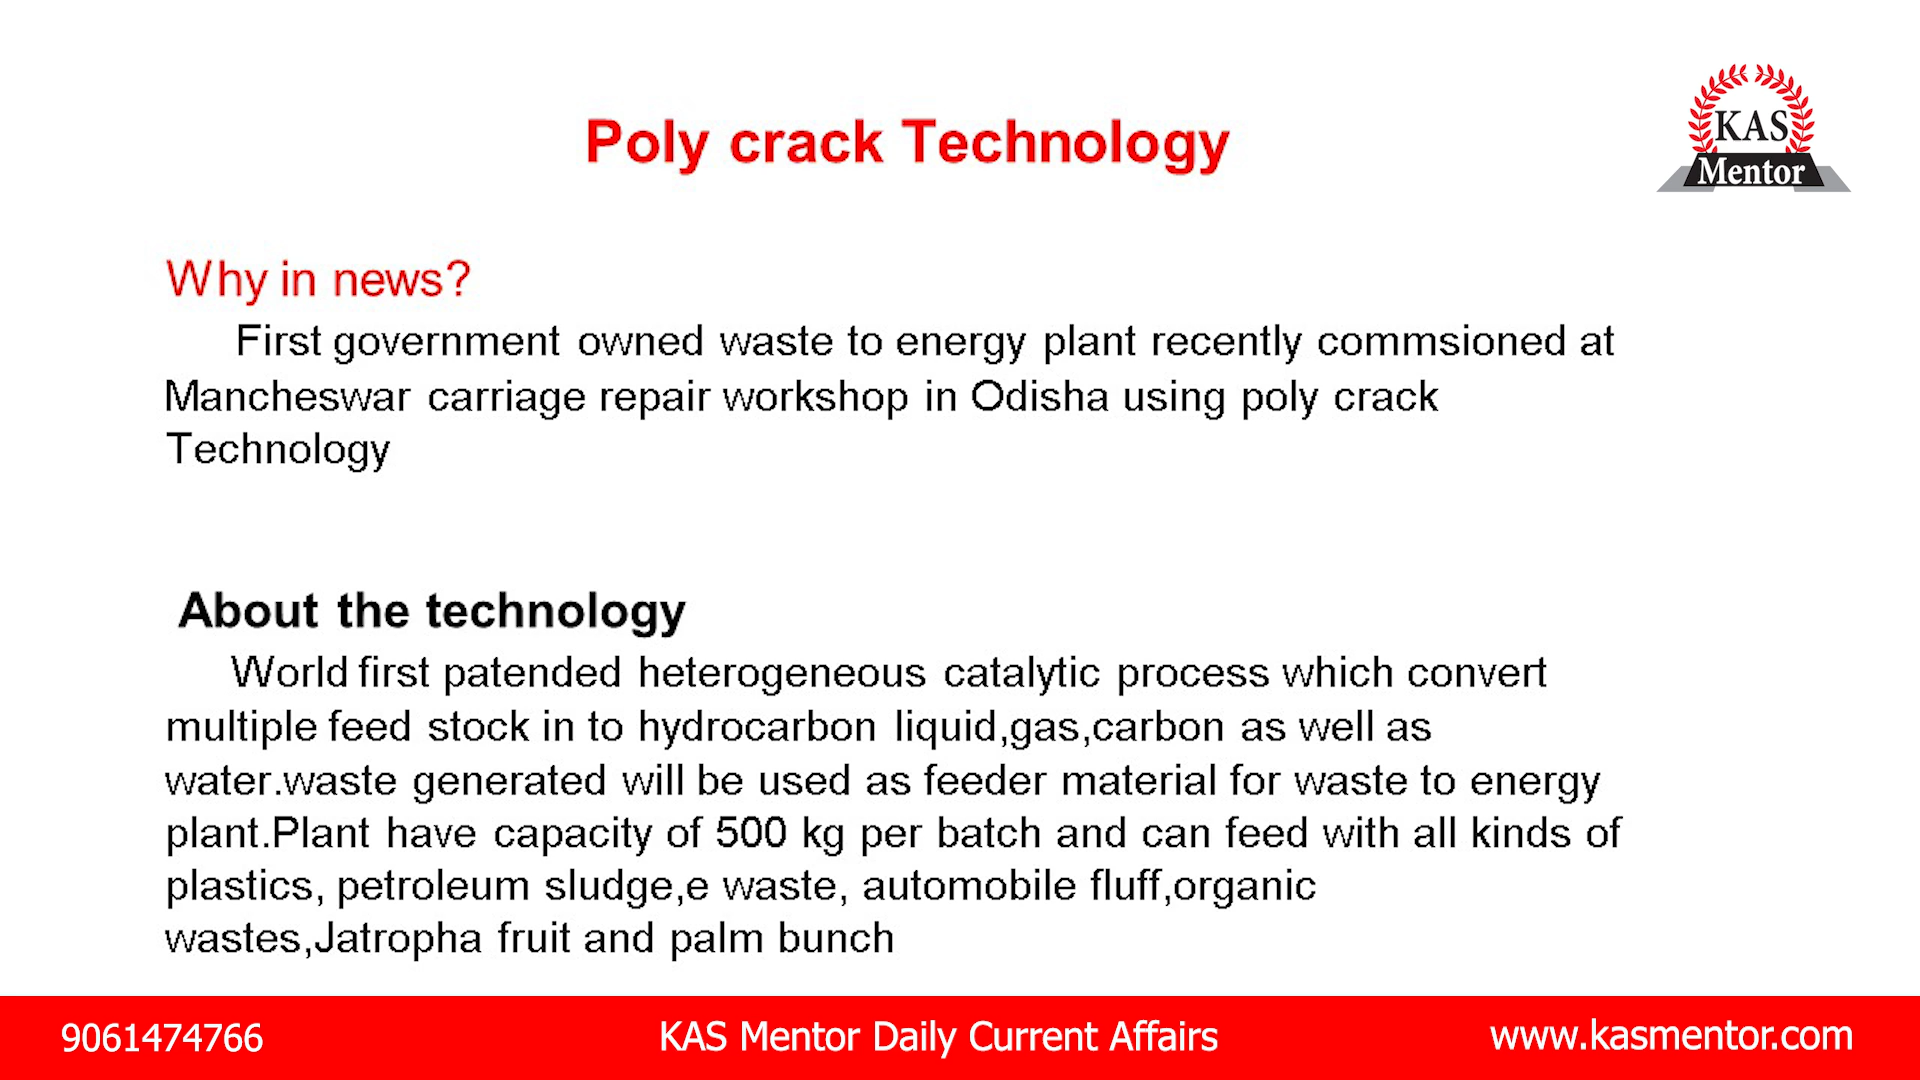 Poly crack Technology
KAS
Mentor
Why in news?
First government owned waste to energy plant recently commsioned at
Mancheswar carriage repair workshop in Odisha using poly crack
Technology
About the technology
World first patended heterogeneous catalytic process which convert
multiple feed stock in to hydrocarbon liquid,gas,carbon as well as
water.waste generated will be used as feeder material for waste to energy
plant.Plant have capacity of 500 kg per batch and can feed with all kinds of
plastics, petroleum sludge,e waste, automobile fluff,organic
wastes,Jatropha fruit and palm bunch
9061474766
KAS Mentor Daily Current Affairs
www.kasmentor.com